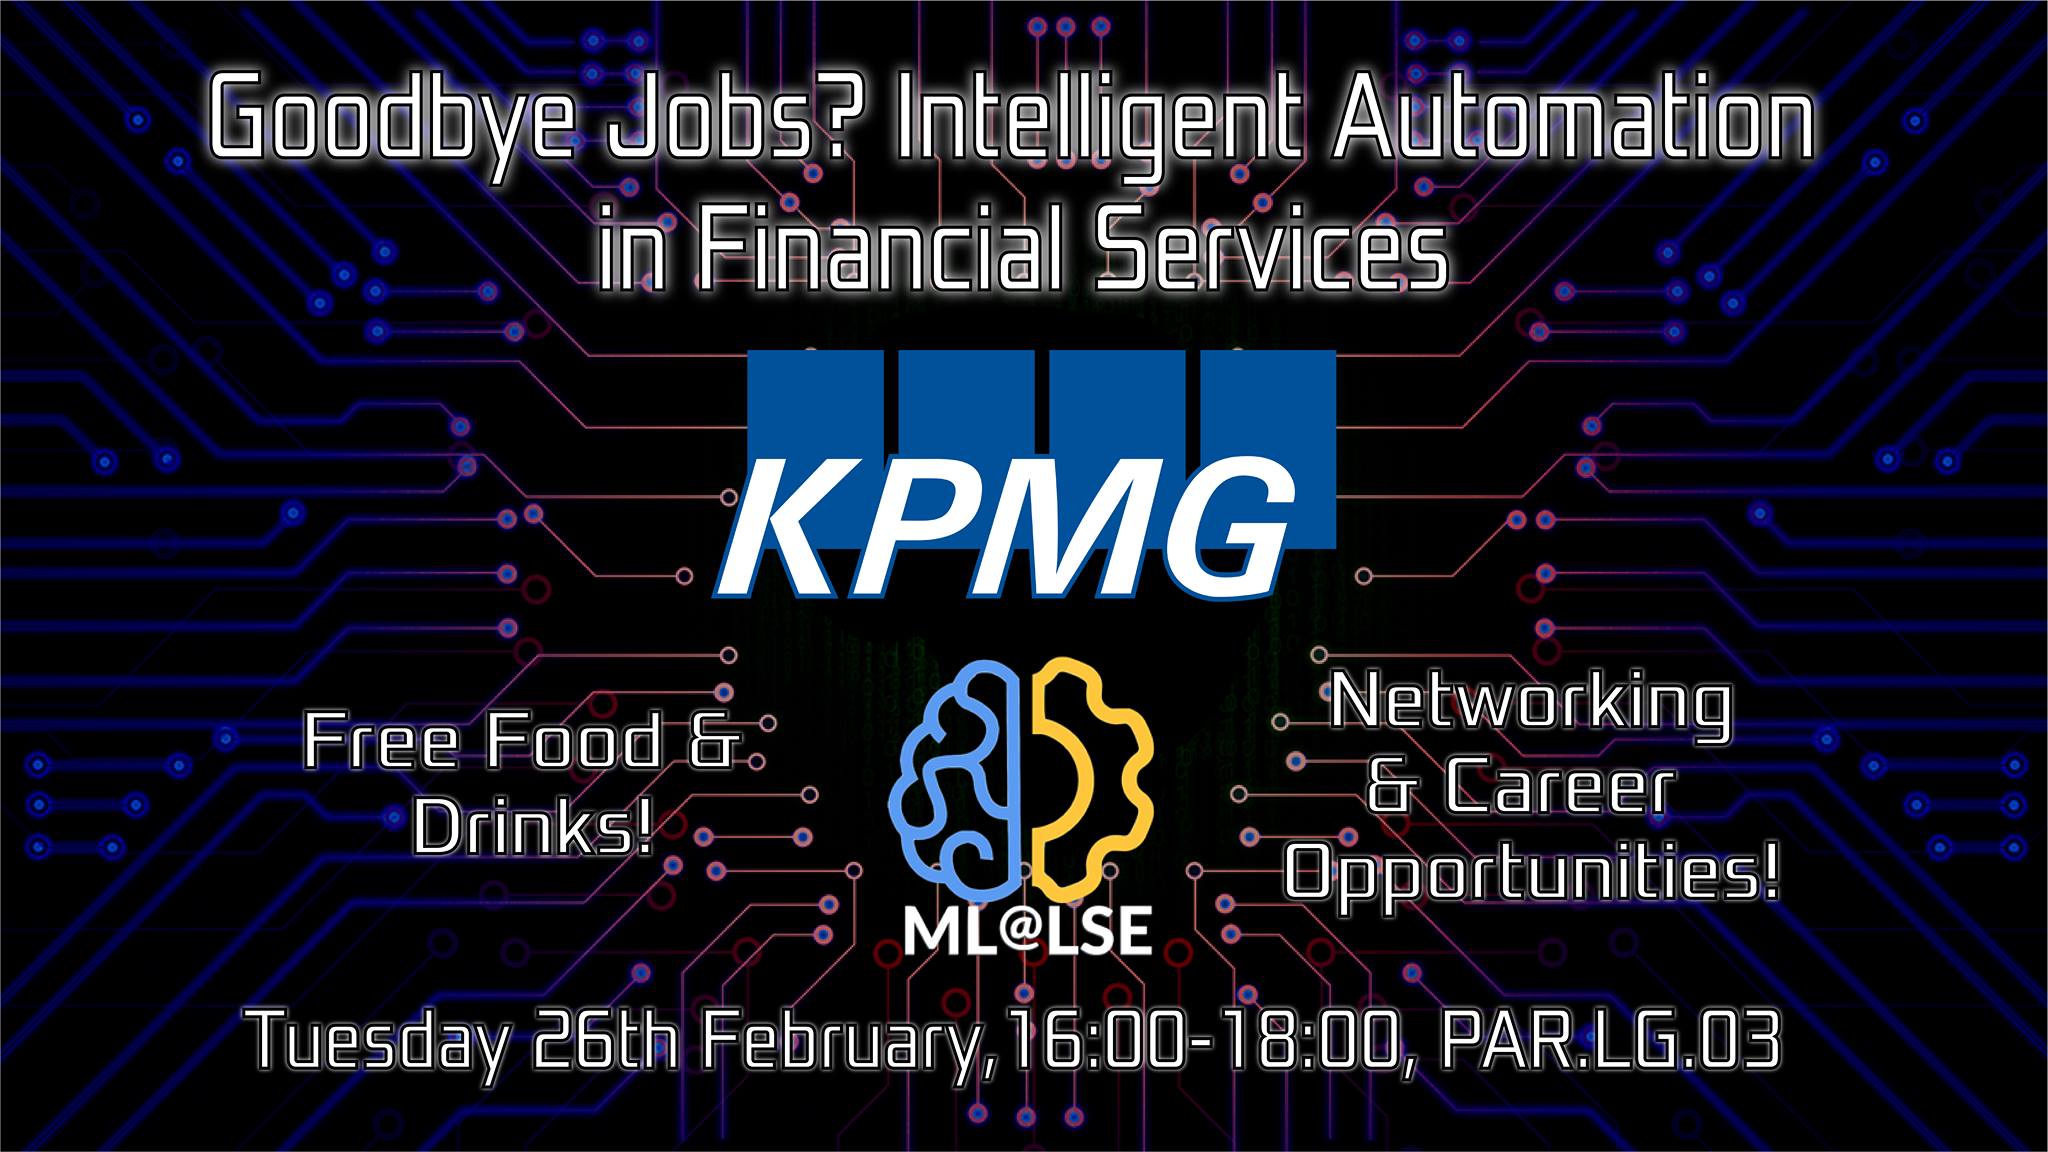 Goodbye Jobs? Intelligent Automation
in Financial Services
KPMG
Free Food &
Drinks!
Networking
& Career
Opportunities!
ML@LSE
Tuesday 26th February, 16:00-18:00, PAR.LG.03